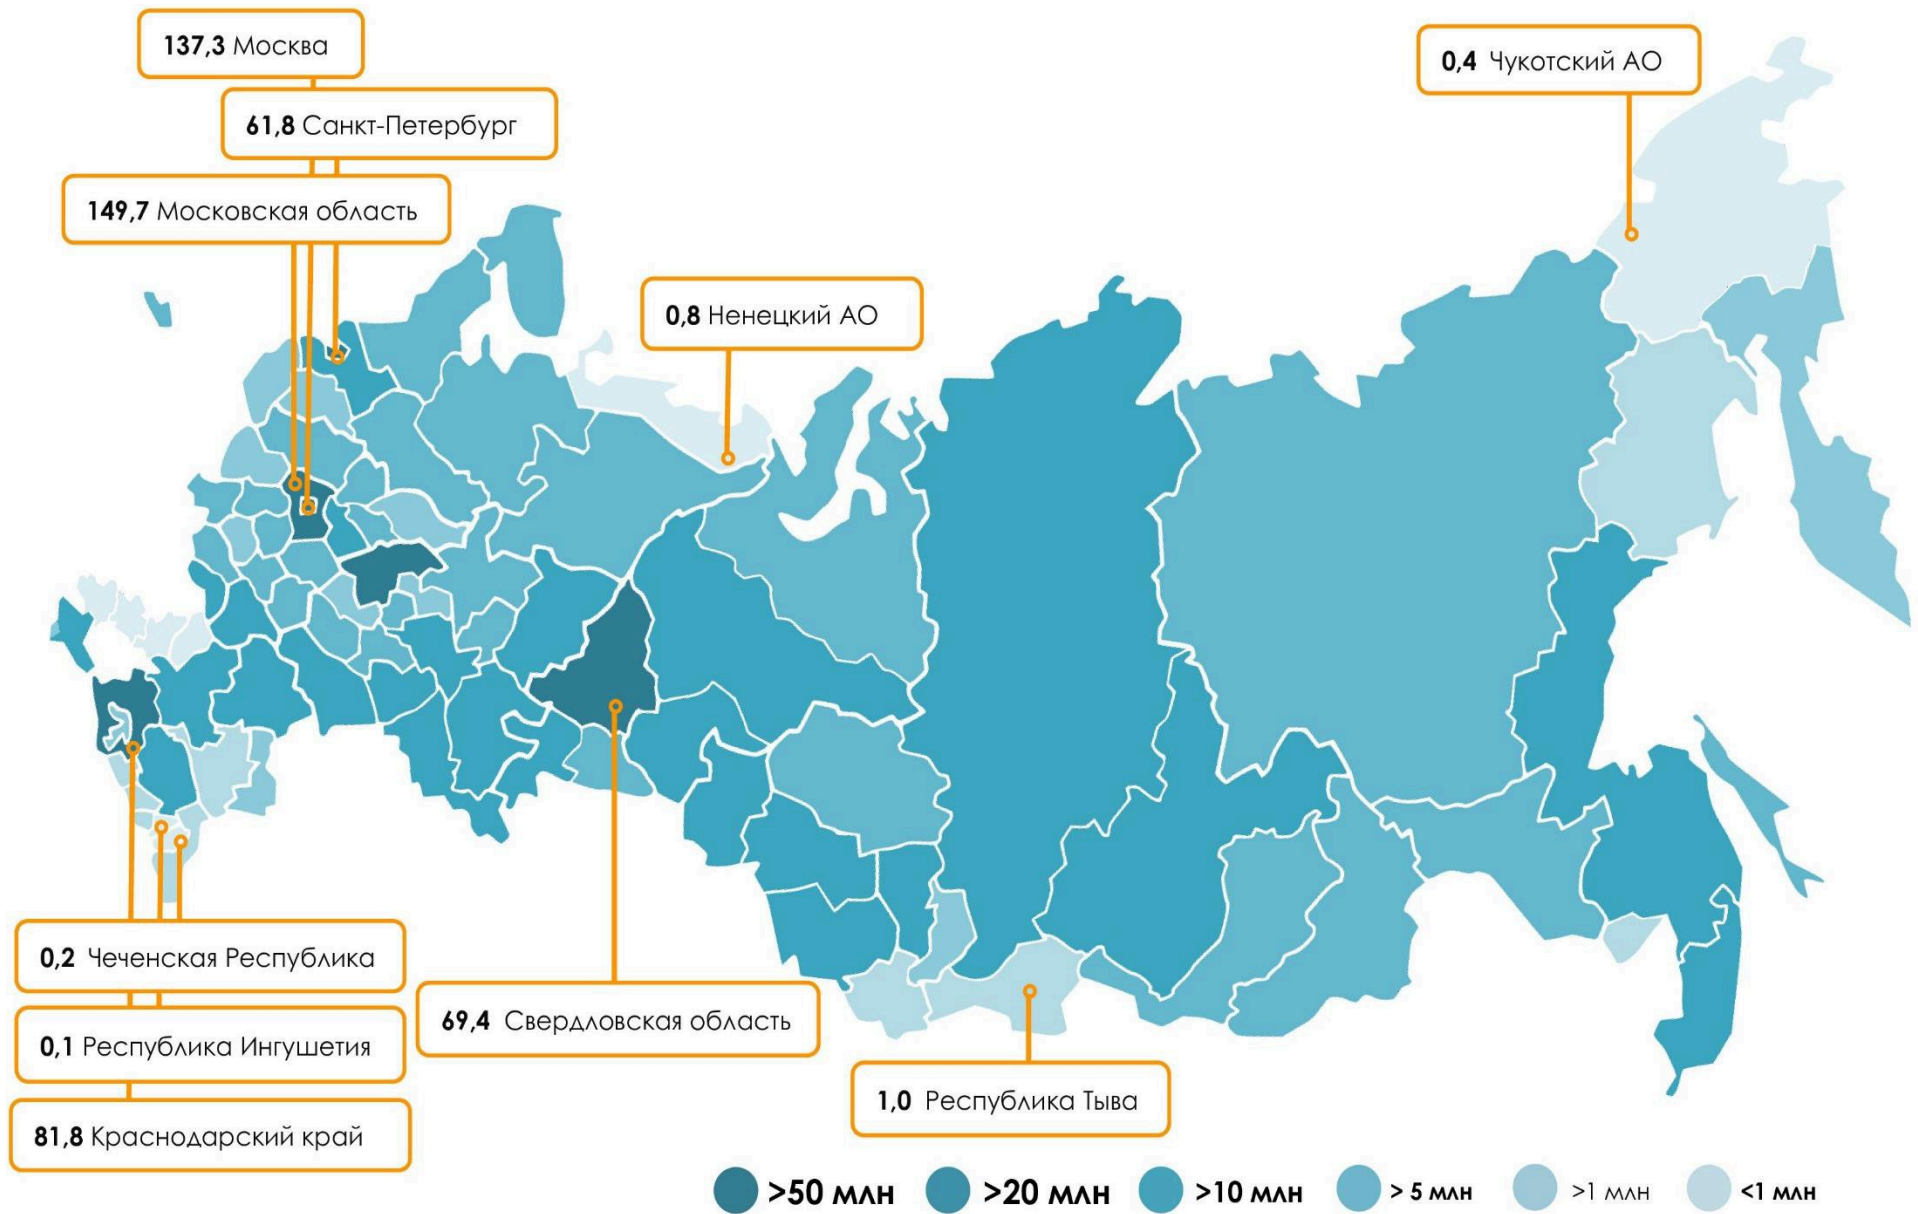 137,3 Москва
0,4 Чукотский АО
61,8 Санкт-Петербург
149,7 Московская область
0,8 Ненецкий АО
0,2 Чеченская Республика
69,4 Свердловская область
0,1 Республика Ингушетия
1,0 Республика Тыва
81,8 Краснодарский край
>50 млн >20 млн >10 млн > 5 млн >1 млн <1 млн